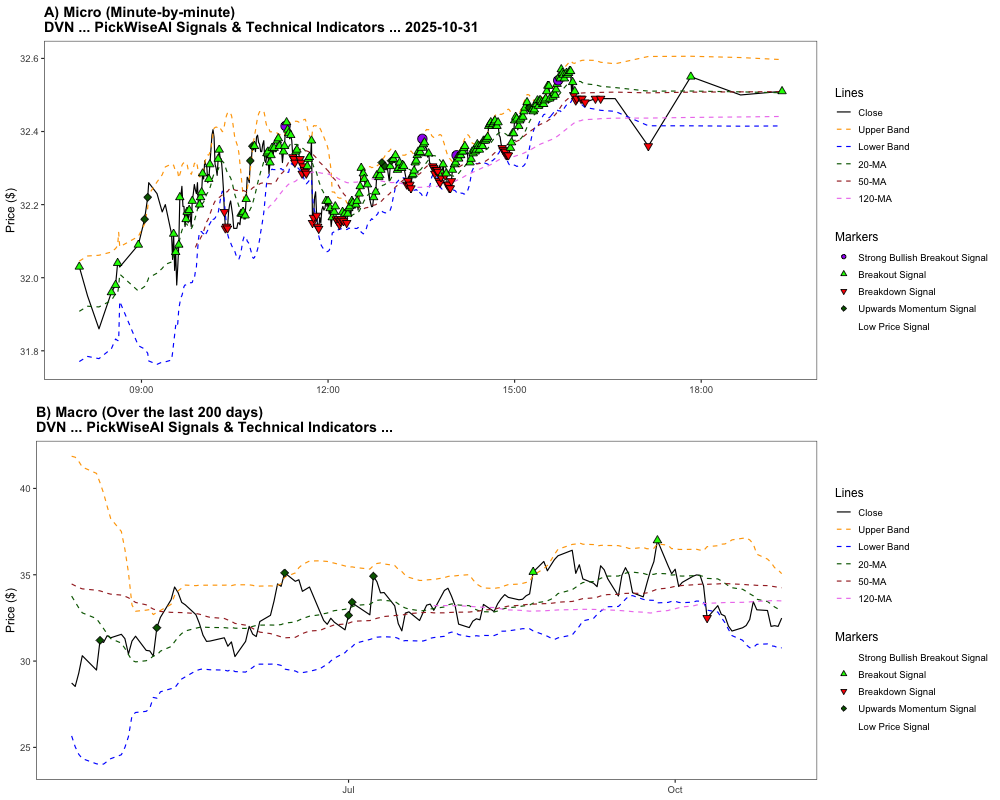 A) Micro (Minute-by-minute)
DVN ... PickWiseAI Signals & Technical Indicators ... 2025-10-31
Price ($)
32.6
32.4
32.2
32.0
31.8
09:00
12:00
15:00
18:00
Lines
Close
Upper Band
Lower Band
20-MA
50-MA
120-MA
Markers
Strong Bullish Breakout Signal
Breakout Signal
Breakdown Signal
Upwards Momentum Signal
Low Price Signal
B) Macro (Over the last 200 days)
DVN ... PickWiseAI Signals & Technical Indicators ...
Price ($)
40
35
30
25
Jul
Oct
Lines
Close
Upper Band
Lower Band
20-MA
50-MA
120-MA
Markers
Strong Bullish Breakout Signal
Breakout Signal
Breakdown Signal
Upwards Momentum Signal
Low Price Signal